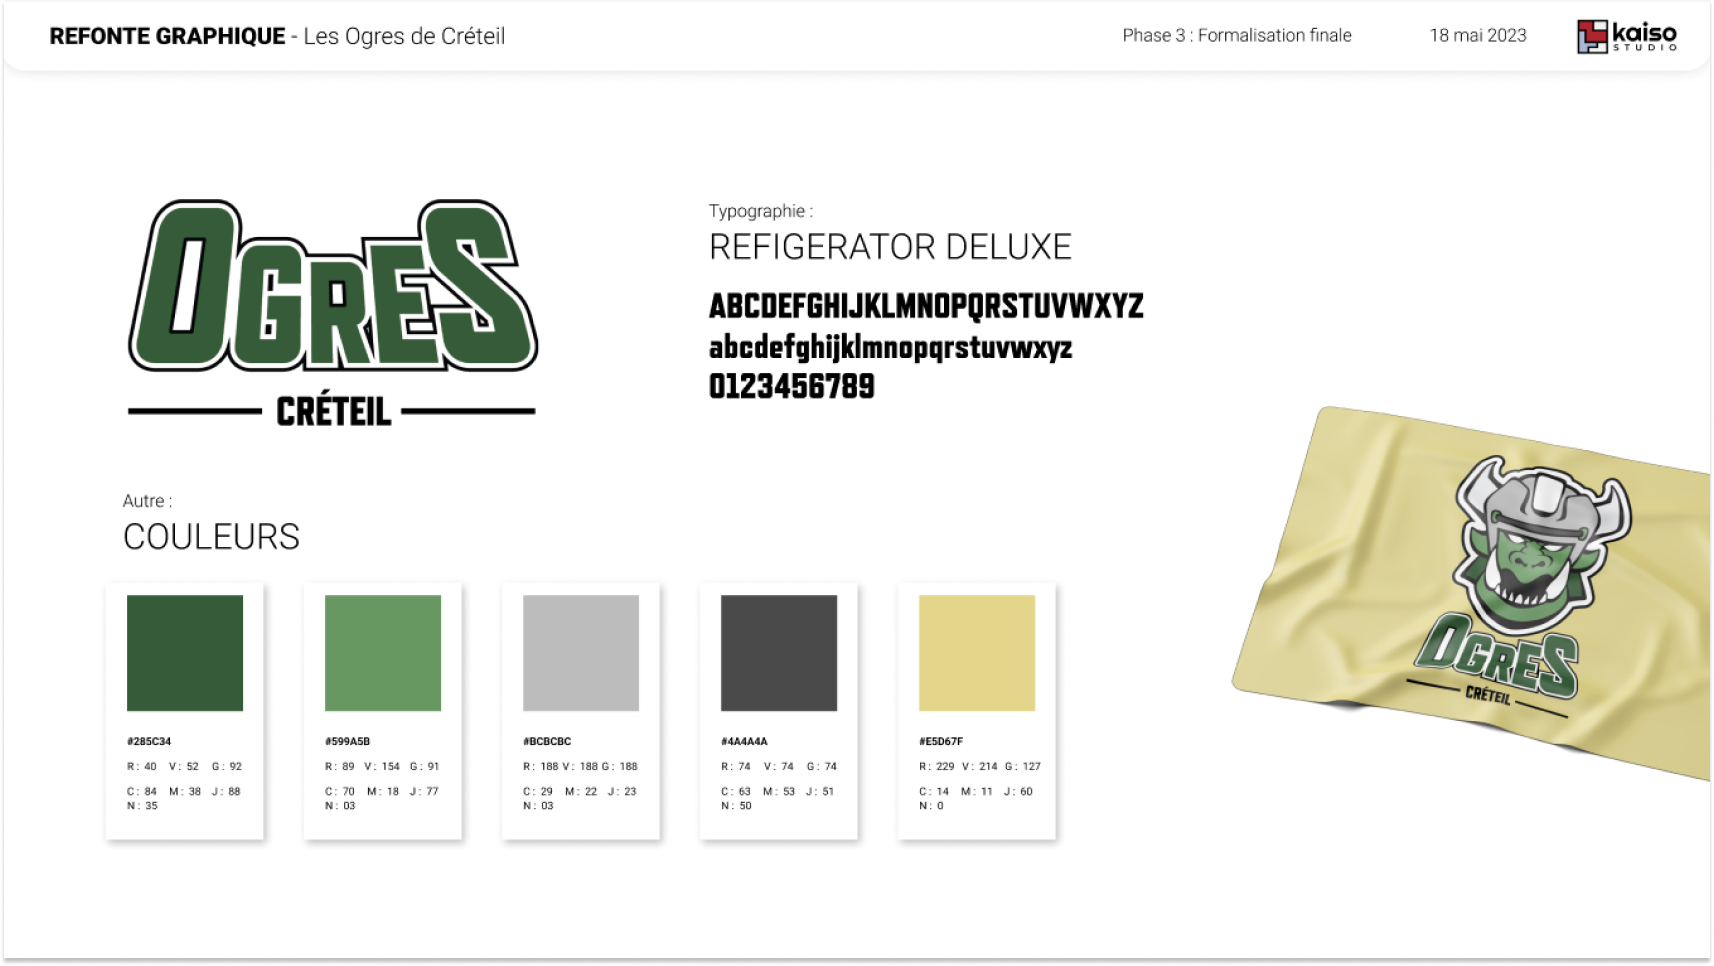 REFONTE GRAPHIQUE - Les Ogres de Créteil
Phase 3 : Formalisation finale
18 mai 2023
kaiso
STUDIO
OGRES
CRÉTEIL
Typographie :
REFIGERATOR DELUXE
ABCDEFGHIJKLMNOPQRSTUVWXYZ
abcdefghijklmnopqrstuvwxyz
0123456789
Autre :
COULEURS
#285C34
R : 40 V : 52 G : 92
C : 84 M : 38 J : 88
N : 35
#599A5B
R : 89 V : 154 G : 91
C : 70 M : 18 J : 77
N : 03
#BCBCBC
R : 188 V : 188 G : 188
C : 29 M : 22 J : 23
N : 03
#4A4A4A
R : 74 V : 74 G : 74
C : 63 M : 53 J : 51
N : 50
#E5D67F
R : 229 V : 214 G : 127
C : 14 M : 11 J : 60
N : 0
OGRES
CRÉTEIL